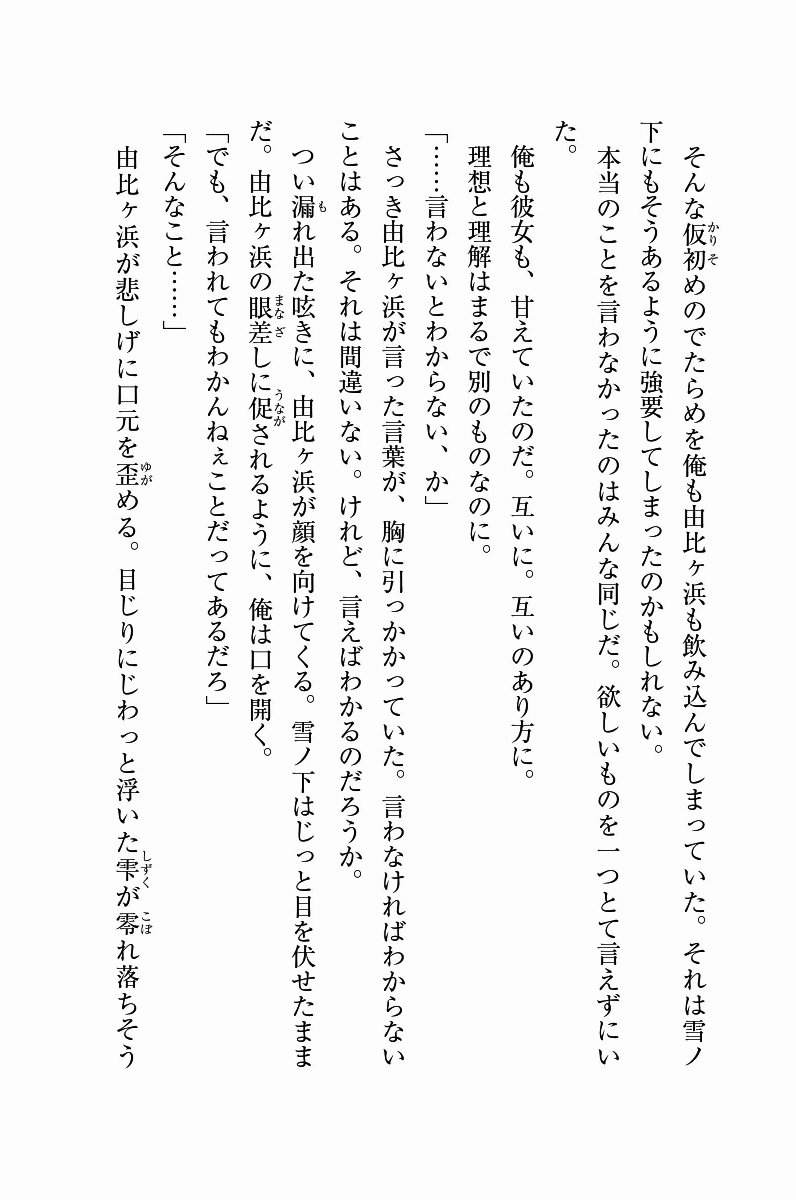 そんな仮初めのでたらめを俺も由比ヶ浜も飲み込んでしまっていた。それは雪ノ
下にもそうあるように強要してしまったのかもしれない。
本当のことを言わなかったのはみんな同じだ。欲しいものを一つとて言えずにい
た。
俺も彼女も、甘えていたのだ。互いに。互いのあり方に。
理想と理解はまるで別のものなのに。
「……言わないとわからない、か」
さっき由比ヶ浜が言った言葉が、胸に引っかかっていた。言わなければわからない
ことはある。それは間違いない。けれど、言えばわかるのだろうか。
つい漏れ出た呟きに、由比ヶ浜が顔を向けてくる。雪ノ下はじっと目を伏せたまま
だ。由比ヶ浜の眼差しに促されるように、俺は口を開く。
「でも、言われてもわかんねぇことだってあるだろ」
「そんなこと……」
由比ヶ浜が悲しげに口元を歪める。目じりにじわっと浮いた雫が零れ落ちそう